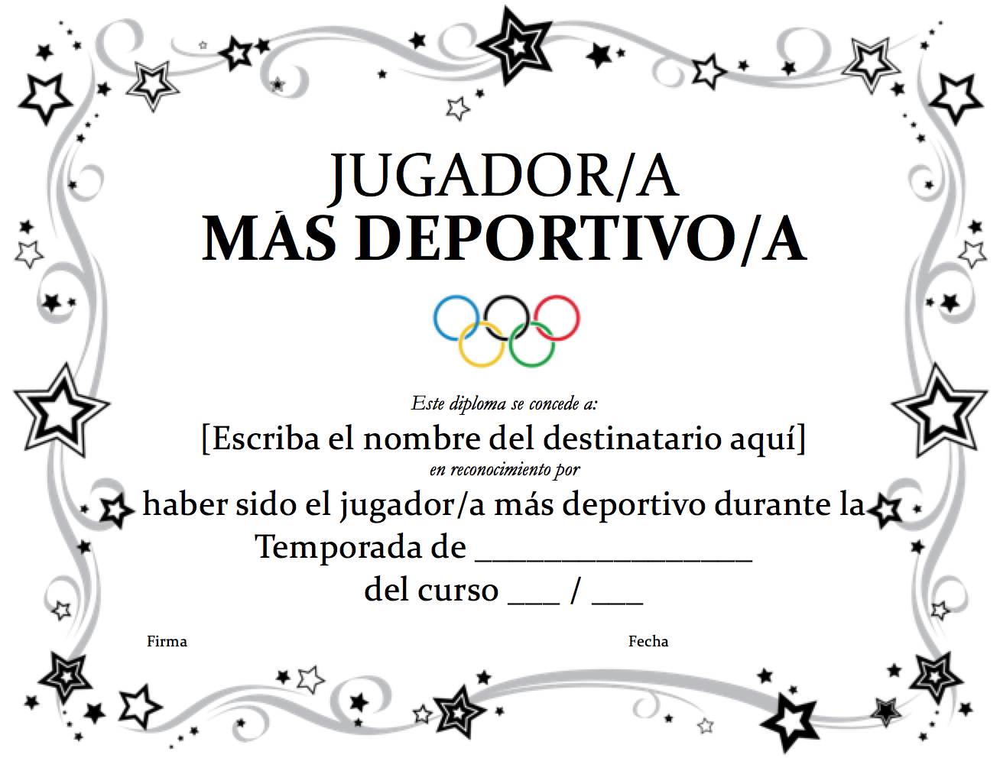 JUGADOR/A
MÁS DEPORTIVO/A
Este diploma se concede a:
[Escriba el nombre del destinatario aquí]
en reconocimiento por
haber sido el jugador/a más deportivo durante la
Temporada de ________________
del curso ___ / ___
Firma Fecha